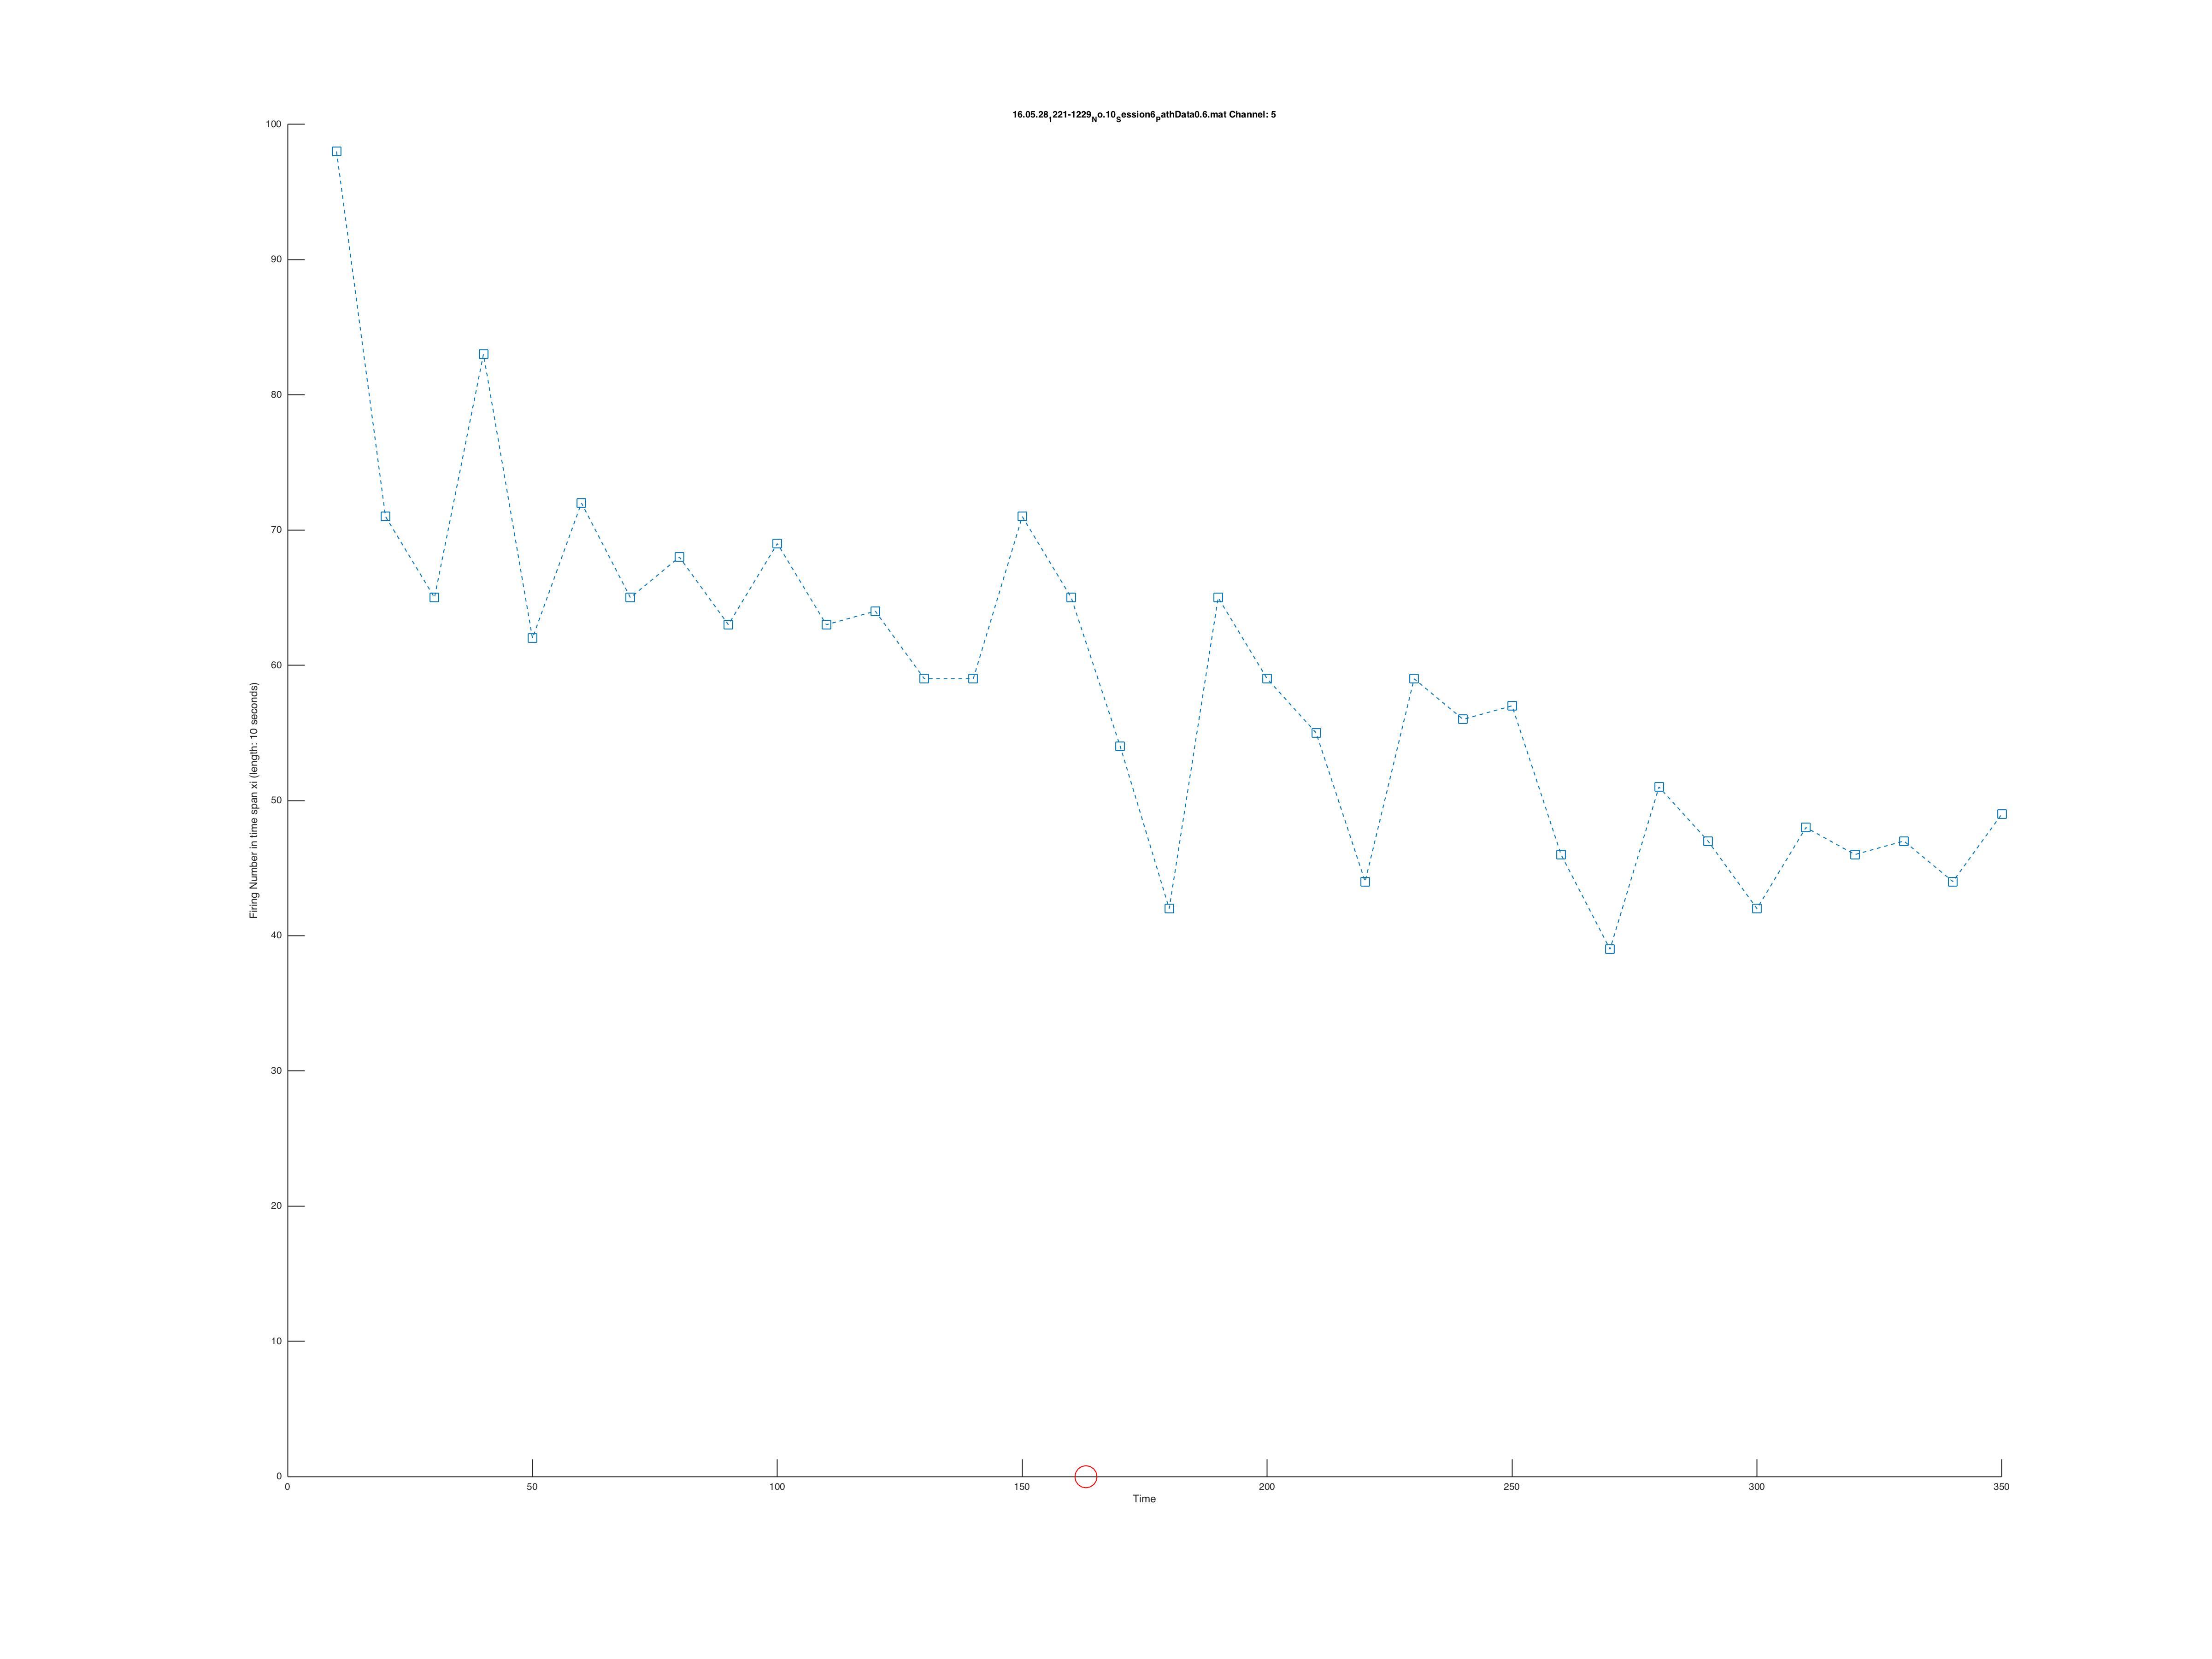 16.05.28_1221-1229_No.10_Session6_PathData0.6.mat Channel: 5
100
90
80
70
60
50
40
30
20
10
0
Firing Number in time span xi (length: 10 seconds)
0 50 100 150 200 250 300 350
Time